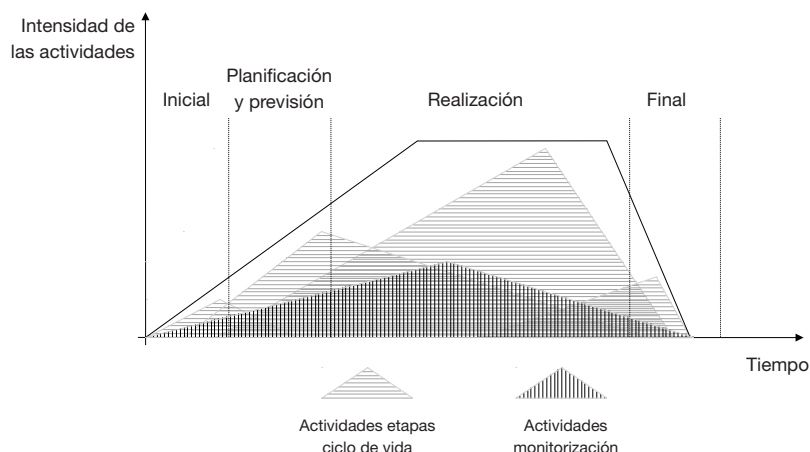 Intensidad de
las actividades
Inicial
Planificación
y previsión
Realización
Final
Tiempo
Actividades etapas
ciclo de vida
Actividades
monitorización